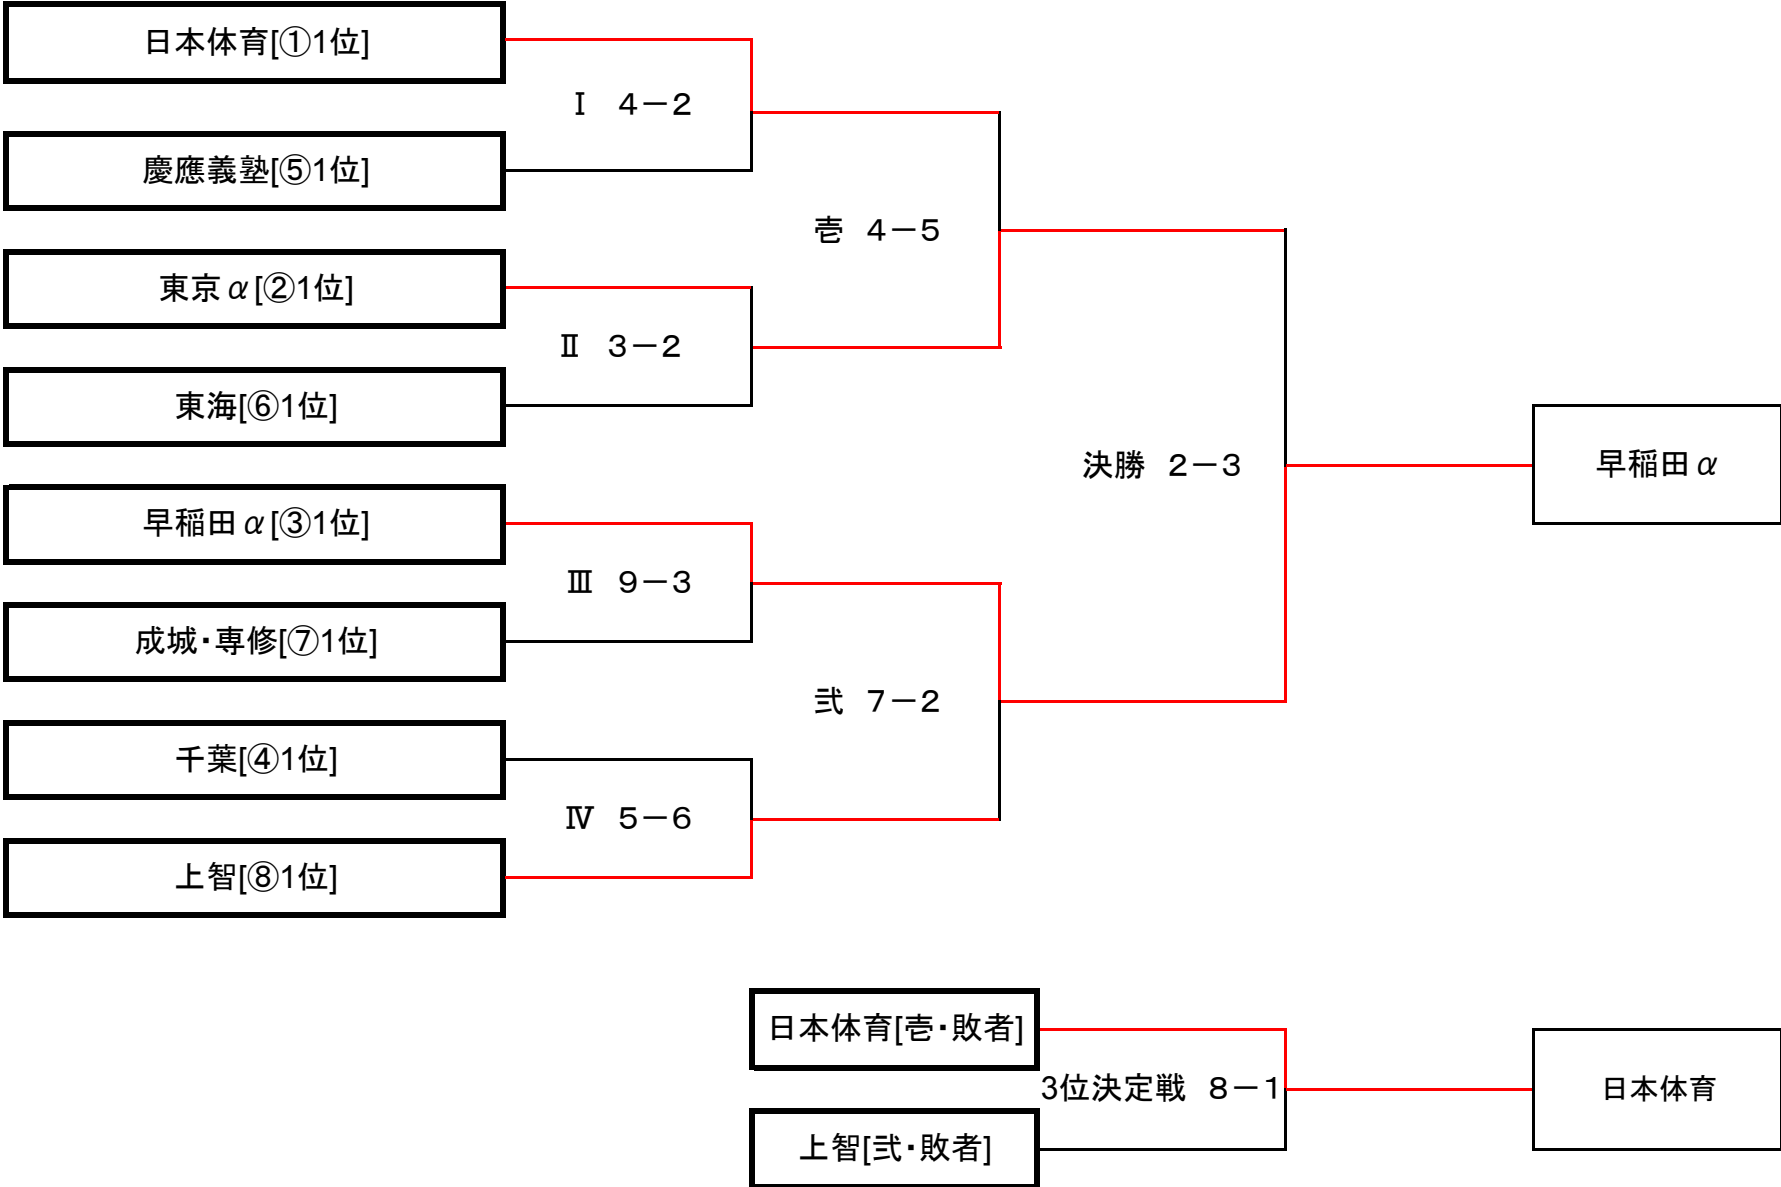 日本体育[①1位]
Ⅰ ４－２
慶應義塾[⑤1位]
壱 ４－５
東京α[②1位]
Ⅱ ３－２
東海[⑥1位]
決勝 ２－３
早稲田α
早稲田α[③1位]
Ⅲ ９－３
成城・専修[⑦1位]
弐 ７－２
千葉[④1位]
Ⅳ ５－６
上智[⑧1位]
日本体育[壱・敗者]
3位決定戦 ８－１
日本体育
上智[弐・敗者]